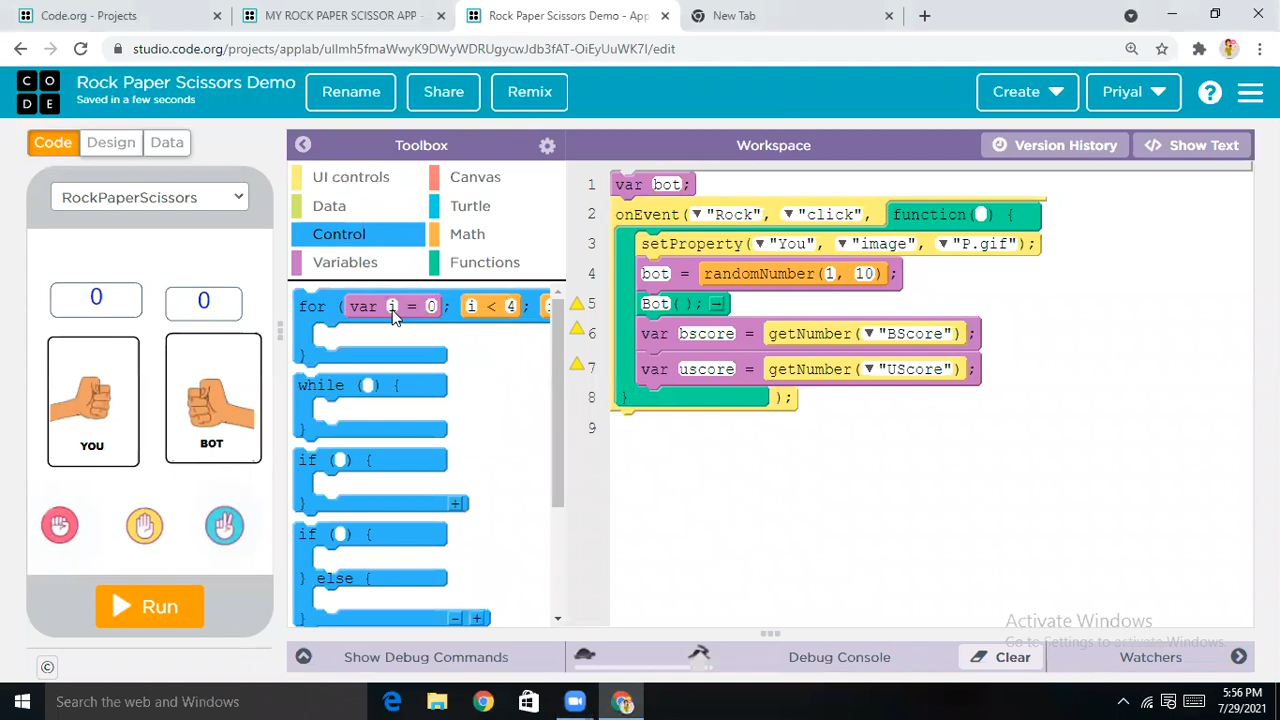 Code.org - Projects
MY ROCK PAPER SCISSOR APP -
Rock Paper Scissors Demo - App
New Tab
studio.code.org/projects/applab/ullmh5fmaWwyK9DWyWDRUgycwJdb3fAT-OiEyUuWK7I/edit
C O
D E
Rock Paper Scissors Demo
Saved in a few seconds
Rename
Share
Remix
Create
Priyal
?
Code
Design
Data
Toolbox
Workspace
Version History
</> Show Text
RockPaperScissors
UI controls
Canvas
Data
Turtle
Control
Math
Variables
Functions
0
0
YOU
BOT
Run
for ( var i = 0 ; i < 4 ; i
}
while ( ) {
}
if ( ) {
} +
if ( ) {
} else {
} - +
1 var bot;
2 onEvent( "Rock", "click", function( ) {
3 setProperty( "You", "image", "P.gif");
4 bot = randomNumber(1, 10) ;
5 Bot();
6 var bscore = getNumber( "BScore") ;
7 var uscore = getNumber( "UScore") ;
8 } );
9
Activate Windows
Go to Settings to activate Windows.
Show Debug Commands
Debug Console
Clear
Watchers
©
Search the web and Windows
5:56 PM
7/29/2021